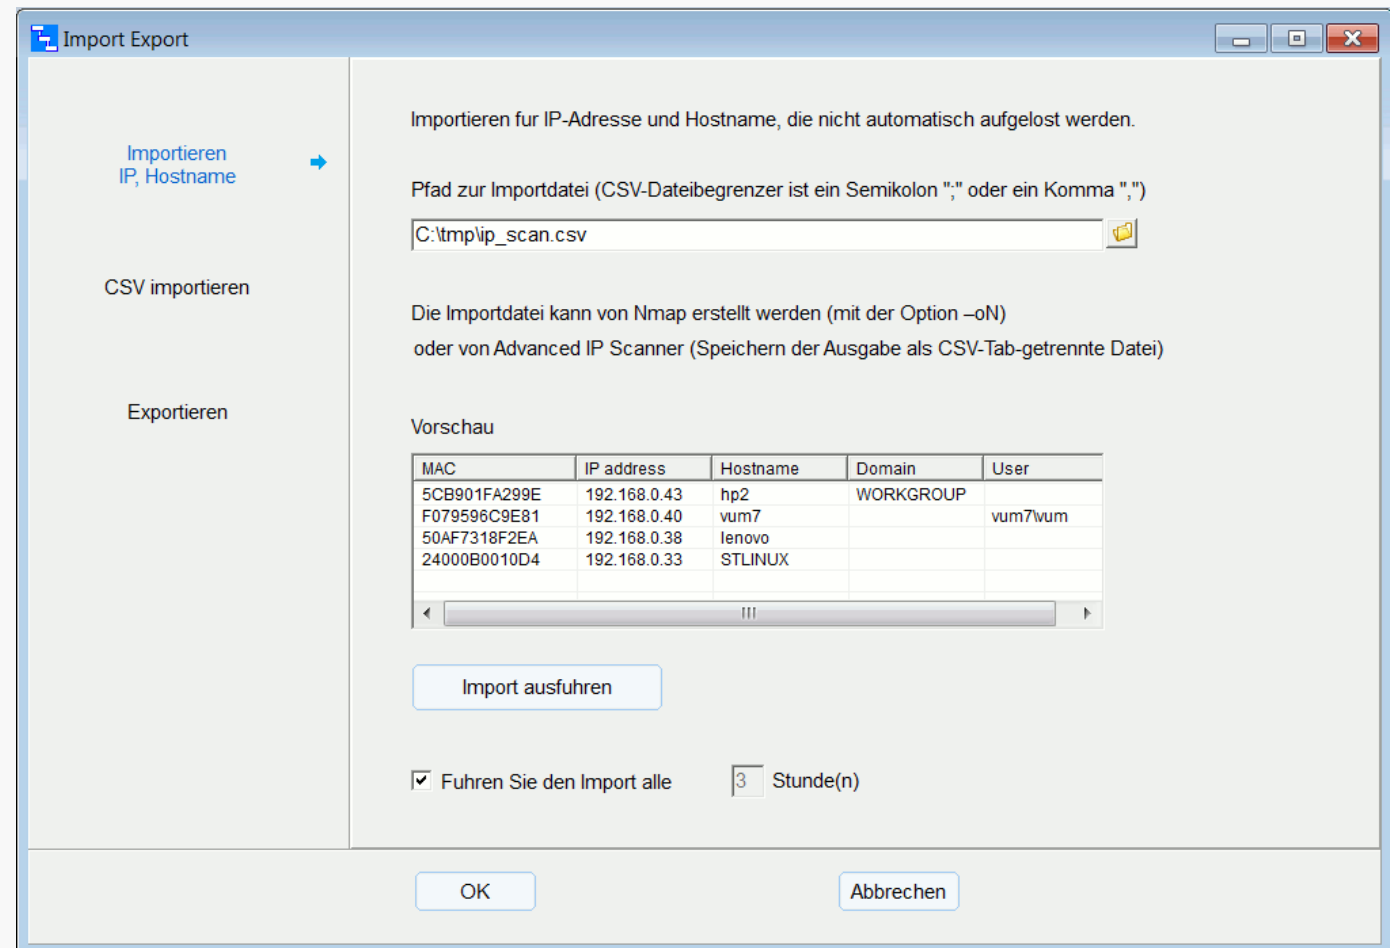 Import Export
Importieren
IP, Hostname
CSV importieren
Exportieren
Importieren fur IP-Adresse und Hostname, die nicht automatisch aufgelost werden.
Pfad zur Importdatei (CSV-Dateibegrenzer ist ein Semikolon ";" oder ein Komma ",")
C:\tmp\ip_scan.csv
Die Importdatei kann von Nmap erstellt werden (mit der Option –oN)
oder von Advanced IP Scanner (Speichern der Ausgabe als CSV-Tab-getrennte Datei)
Vorschau
MAC IP address Hostname Domain User
5CB901FA299E 192.168.0.43 hp2 WORKGROUP
F079596C9E81 192.168.0.40 vum7 vum7\vum
50AF7318F2EA 192.168.0.38 lenovo
24000B0010D4 192.168.0.33 STLINUX
Import ausfuhren
Fuhren Sie den Import alle 3 Stunde(n)
OK Abbrechen